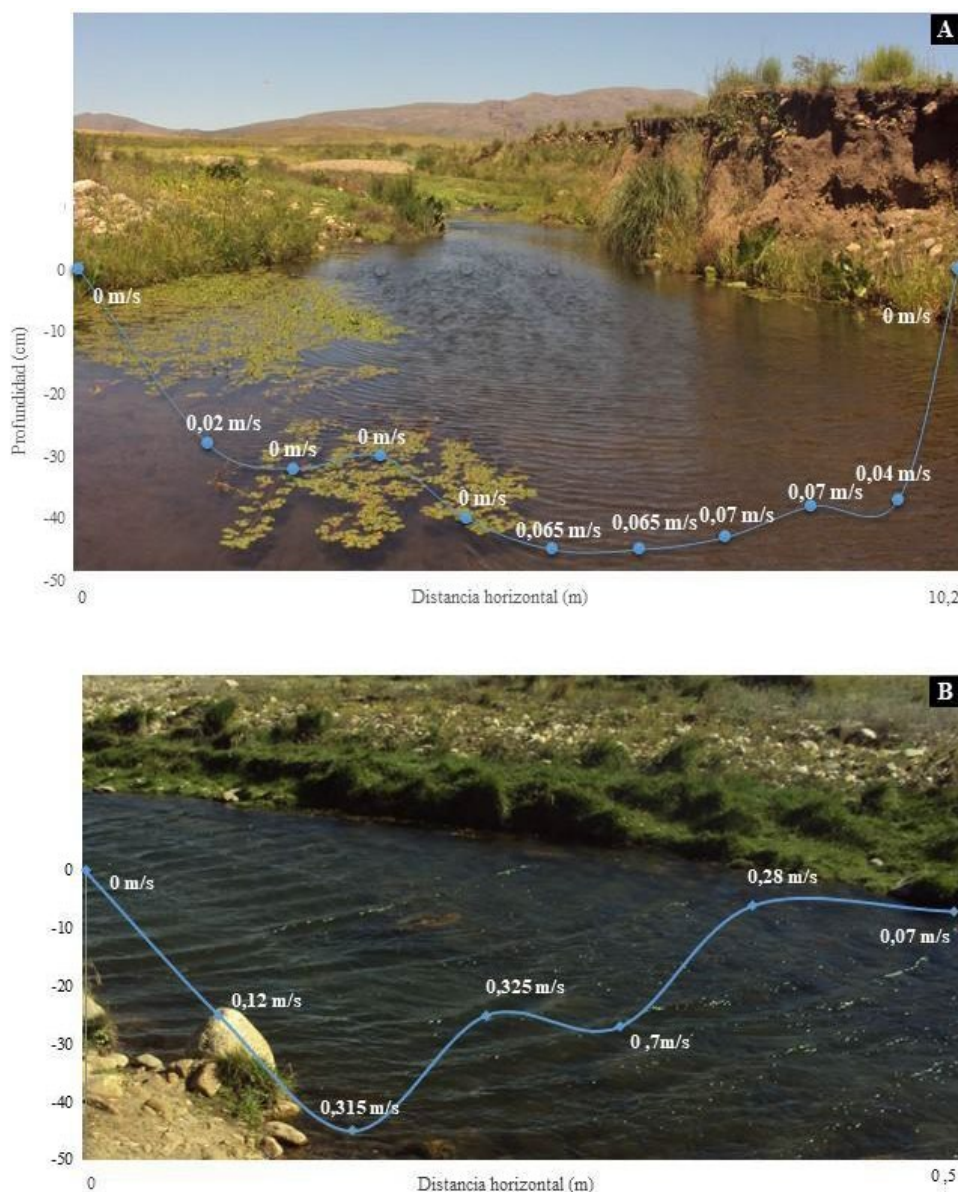 A
0
0 m/s
0 m/s
-10
Profundidad (cm)
-20
0,02 m/s
0 m/s
0 m/s
-30
0,04 m/s
0 m/s
0,07 m/s
-40
0,065 m/s
0,065 m/s
0,07 m/s
-50
0
Distancia horizontal (m)
10,2
B
0
0 m/s
0,28 m/s
-10
0,07 m/s
-20
0,12 m/s
0,325 m/s
-30
0 ,7m/s
-40
0,315 m/s
-50
0
Distancia horizontal (m)
0,5